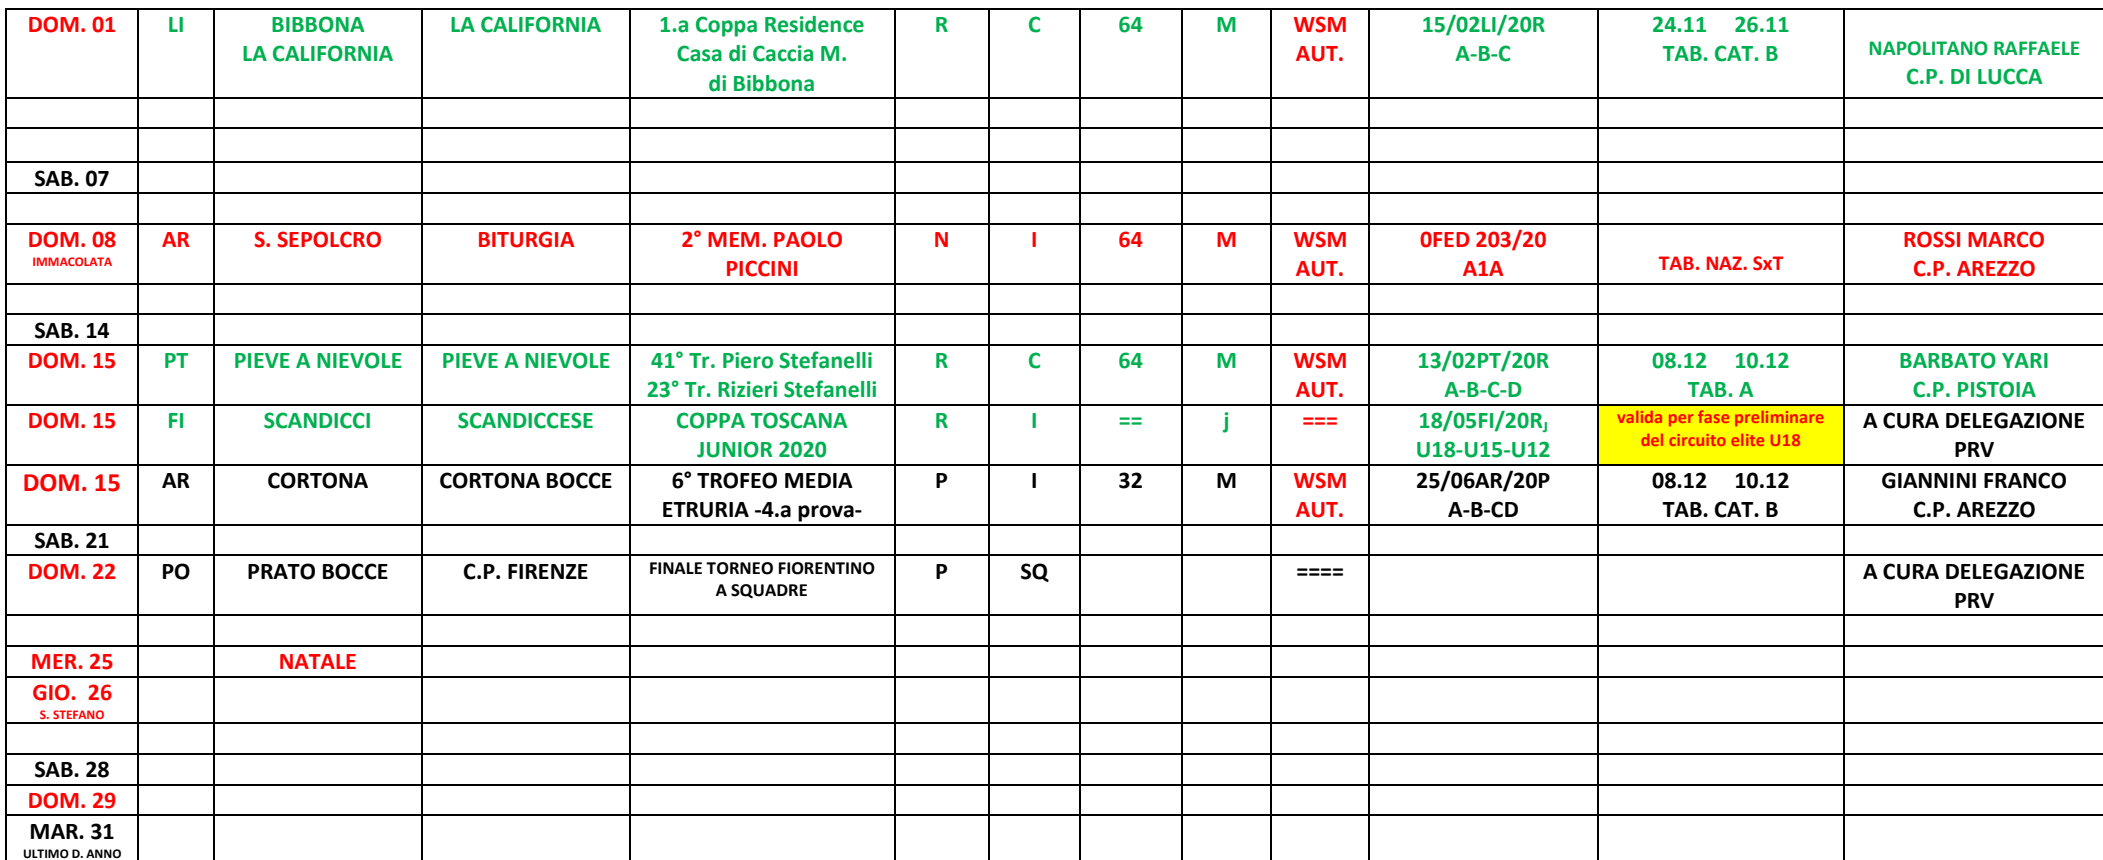 DOM. 01 LI BIBBONA LA CALIFORNIA 1.a Coppa Residence R C 64 M WSM 15/02LI/20R 24.11 26.11
LA CALIFORNIA Casa di Caccia M. AUT. A-B-C TAB. CAT. B NAPOLITANO RAFFAELE
di Bibbona C.P. DI LUCCA
SAB. 07
DOM. 08 AR S. SEPOLCRO BITURGIA 2° MEM. PAOLO N I 64 M WSM 0FED 203/20 ROSSI MARCO
IMMACOLATA PICCINI AUT. A1A TAB. NAZ. SxT C.P. AREZZO
SAB. 14
DOM. 15 PT PIEVE A NIEVOLE PIEVE A NIEVOLE 41° Tr. Piero Stefanelli R C 64 M WSM 13/02PT/20R 08.12 10.12 BARBATO YARI
23° Tr. Rizieri Stefanelli AUT. A-B-C-D TAB. A C.P. PISTOIA
DOM. 15 FI SCANDICCI SCANDICCESE COPPA TOSCANA R I == j === 18/05FI/20RJ valida per fase preliminare A CURA DELEGAZIONE
JUNIOR 2020 U18-U15-U12 del circuito elite U18 PRV
DOM. 15 AR CORTONA CORTONA BOCCE 6° TROFEO MEDIA P I 32 M WSM 25/06AR/20P 08.12 10.12 GIANNINI FRANCO
ETRURIA -4.a prova- AUT. A-B-CD TAB. CAT. B C.P. AREZZO
SAB. 21
DOM. 22 PO PRATO BOCCE C.P. FIRENZE FINALE TORNEO FIORENTINO P SQ ==== A CURA DELEGAZIONE
A SQUADRE PRV
MER. 25 NATALE
GIO. 26
S. STEFANO
SAB. 28
DOM. 29
MAR. 31
ULTIMO D. ANNO